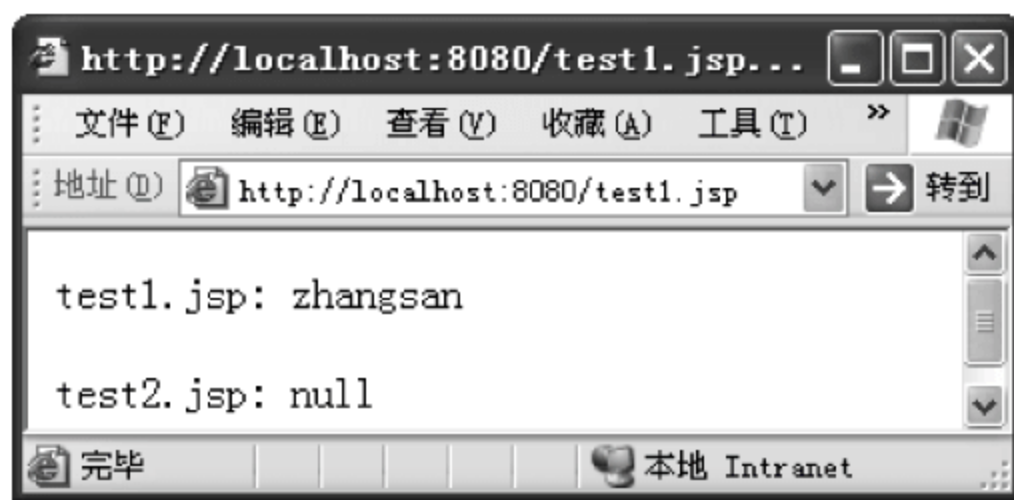 http://localhost:8080/test1.jsp...
文件(F) 编辑(E) 查看(V) 收藏(A) 工具(T) »
地址(D) http://localhost:8080/test1.jsp 转到
test1.jsp: zhangsan
test2.jsp: null
完毕 本地 Intranet